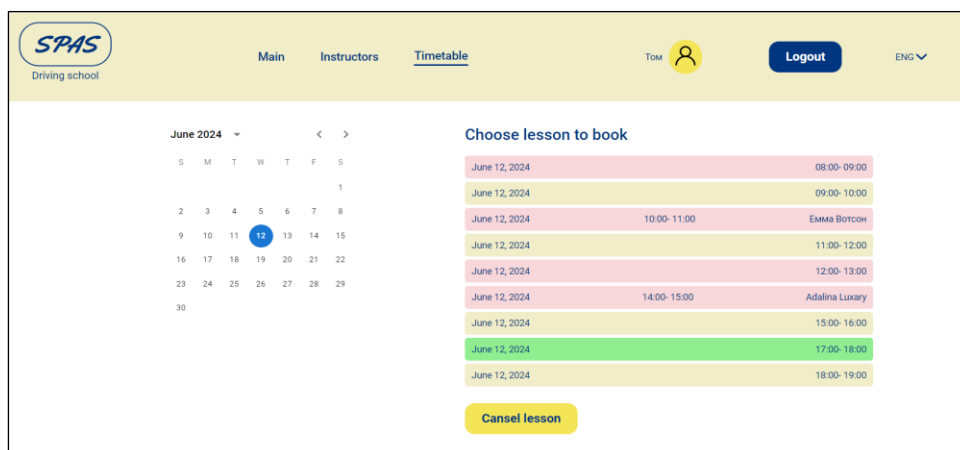 SPAS
Driving school
Main Instructors Timetable
Том
Logout
ENG
June 2024
S M T W T F S
1
2 3 4 5 6 7 8
9 10 11 12 13 14 15
16 17 18 19 20 21 22
23 24 25 26 27 28 29
30
Choose lesson to book
June 12, 2024 08:00- 09:00
June 12, 2024 09:00- 10:00
June 12, 2024 10:00- 11:00 Емма Вотсон
June 12, 2024 11:00- 12:00
June 12, 2024 12:00- 13:00
June 12, 2024 14:00- 15:00 Adalina Luxary
June 12, 2024 15:00- 16:00
June 12, 2024 17:00- 18:00
June 12, 2024 18:00- 19:00
Cansel lesson